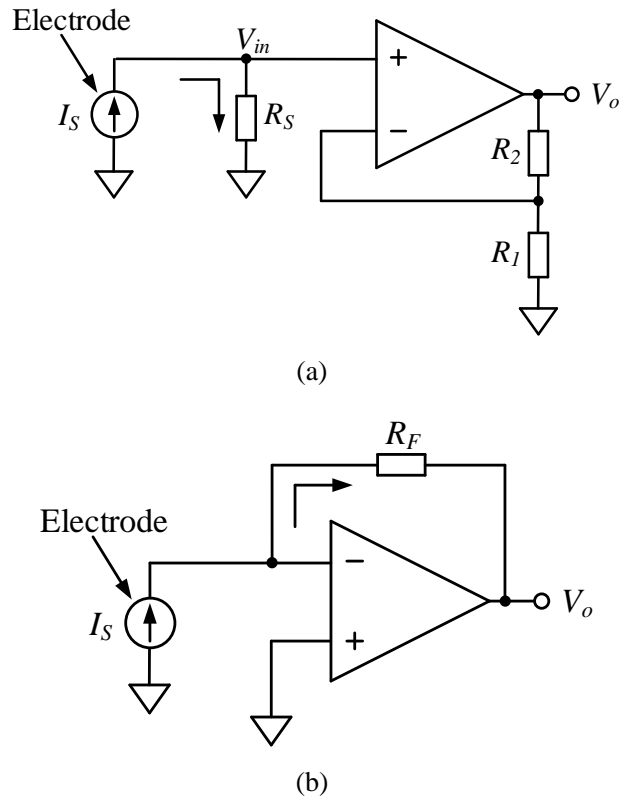 Electrode
V_in
I_S
R_S
+
−
V_o
R_2
R_1
(a)
R_F
Electrode
I_S
−
+
V_o
(b)